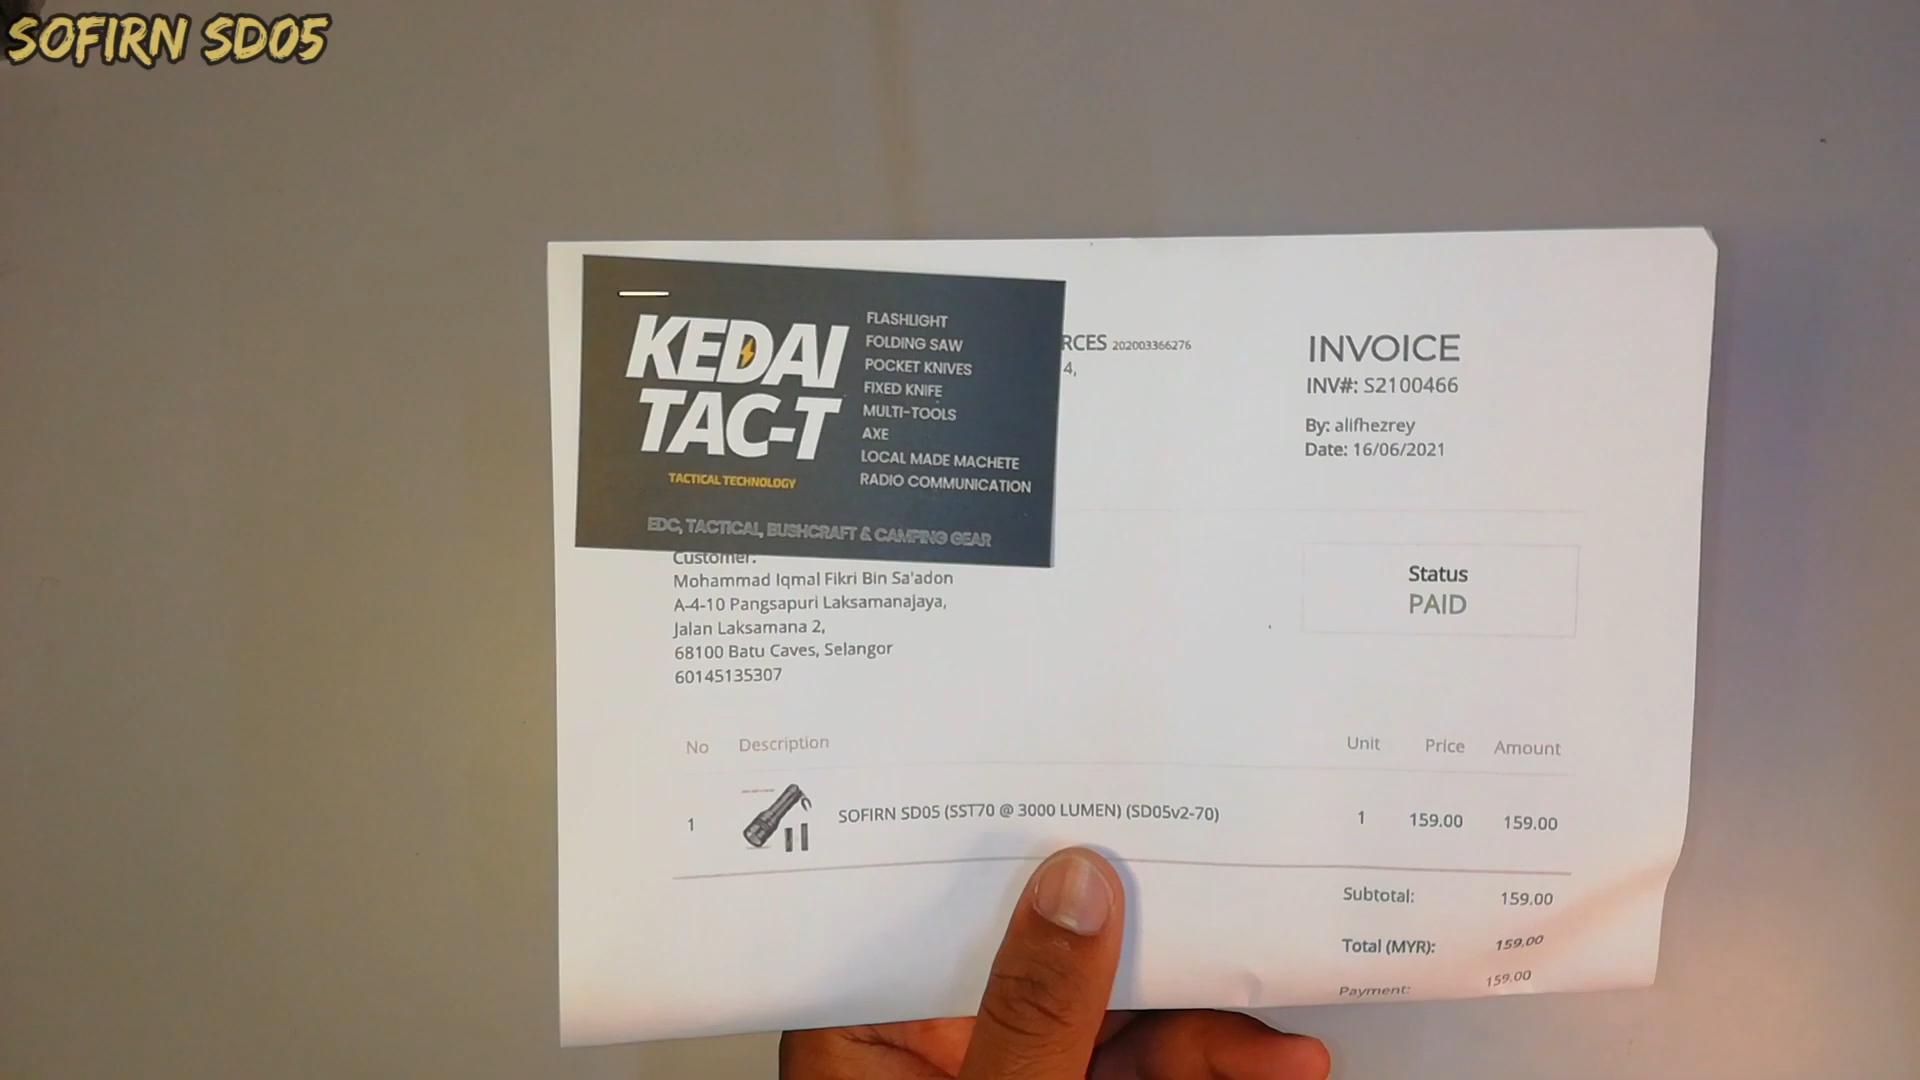 SOFIRN SD05
KEDAI
TAC-T
TACTICAL TECHNOLOGY
FLASHLIGHT
FOLDING SAW
POCKET KNIVES
FIXED KNIFE
MULTI-TOOLS
AXE
LOCAL MADE MACHETE
RADIO COMMUNICATION
EDC, TACTICAL, BUSHCRAFT & CAMPING GEAR
RCES 202003366276
4,
INVOICE
INV#: S2100466
By: alifhezrey
Date: 16/06/2021
Customer:
Mohammad Iqmal Fikri Bin Sa'adon
A-4-10 Pangsapuri Laksamanajaya,
Jalan Laksamana 2,
68100 Batu Caves, Selangor
60145135307
Status
PAID
No Description Unit Price Amount
1 SOFIRN SD05 (SST70 @ 3000 LUMEN) (SD05v2-70) 1 159.00 159.00
Subtotal: 159.00
Total (MYR): 159.00
Payment: 159.00